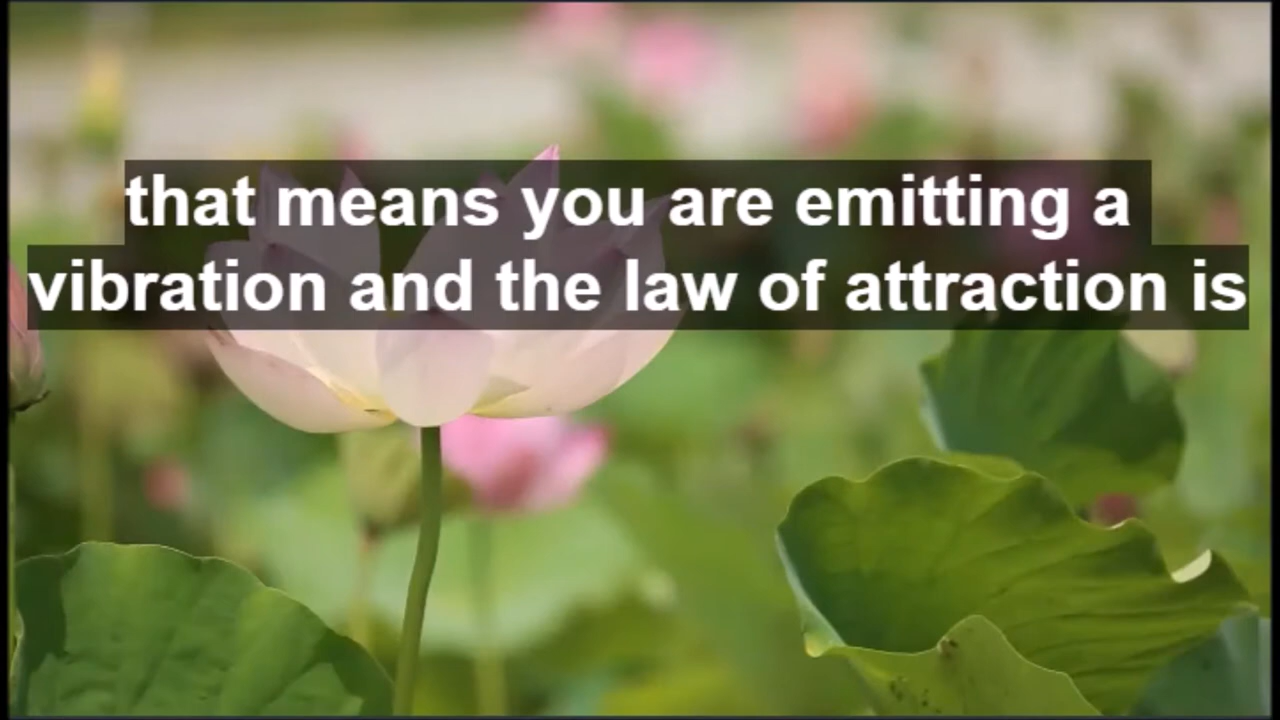 that means you are emitting a
vibration and the law of attraction is